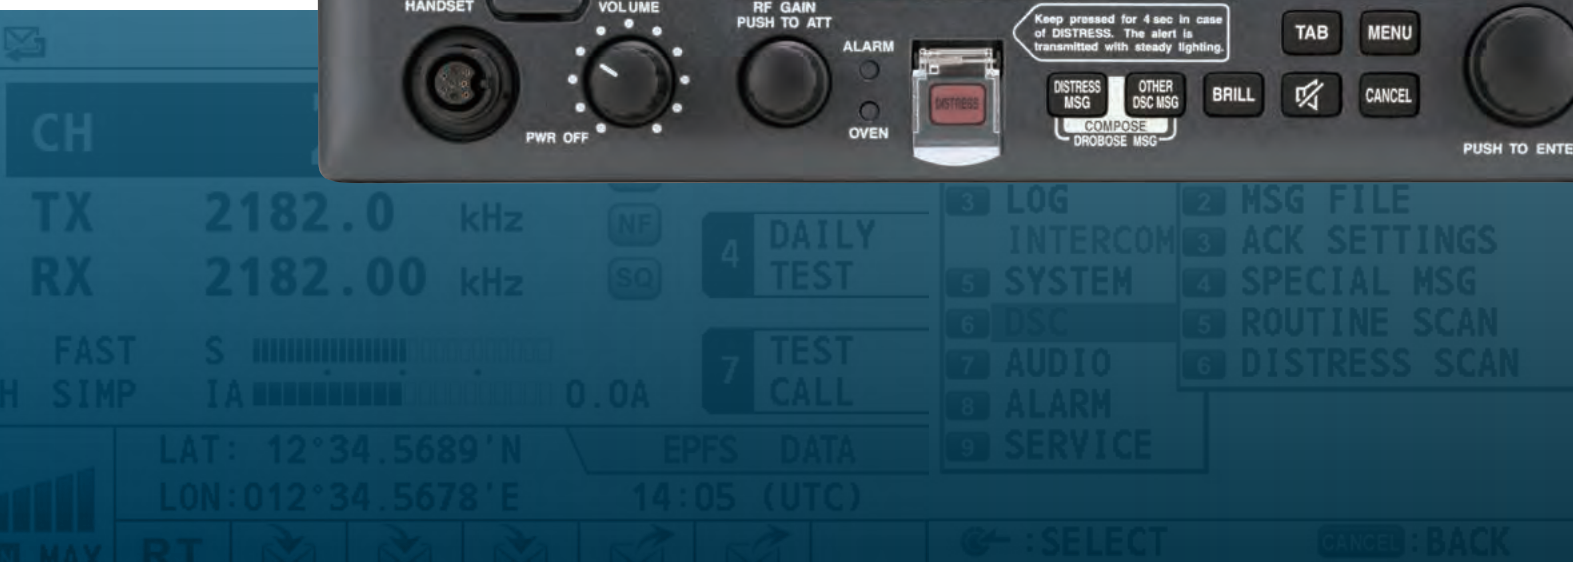 HANDSET
VOLUME
RF GAIN
PUSH TO ATT
ALARM
OVEN
PWR OFF
DISTRESS
Keep pressed for 4 sec in case
of DISTRESS. The alert is
transmitted with steady lighting.
TAB
MENU
DISTRESS
MSG
OTHER
DSC MSG
BRILL
CANCEL
COMPOSE
DROBOSE MSG
PUSH TO ENTE
CH
TX 2182.0 kHz
NF
RX 2182.00 kHz
SQ
FAST S
H SIMP IA 0.0A
4 DAILY
TEST
7 TEST
CALL
3 LOG
INTERCOM
5 SYSTEM
6 DSC
7 AUDIO
8 ALARM
9 SERVICE
2 MSG FILE
3 ACK SETTINGS
4 SPECIAL MSG
5 ROUTINE SCAN
6 DISTRESS SCAN
LAT: 12°34.5689'N
EPFS DATA
LON:012°34.5678'E
14:05 (UTC)
MAX
RT
:SELECT
CANCEL :BACK